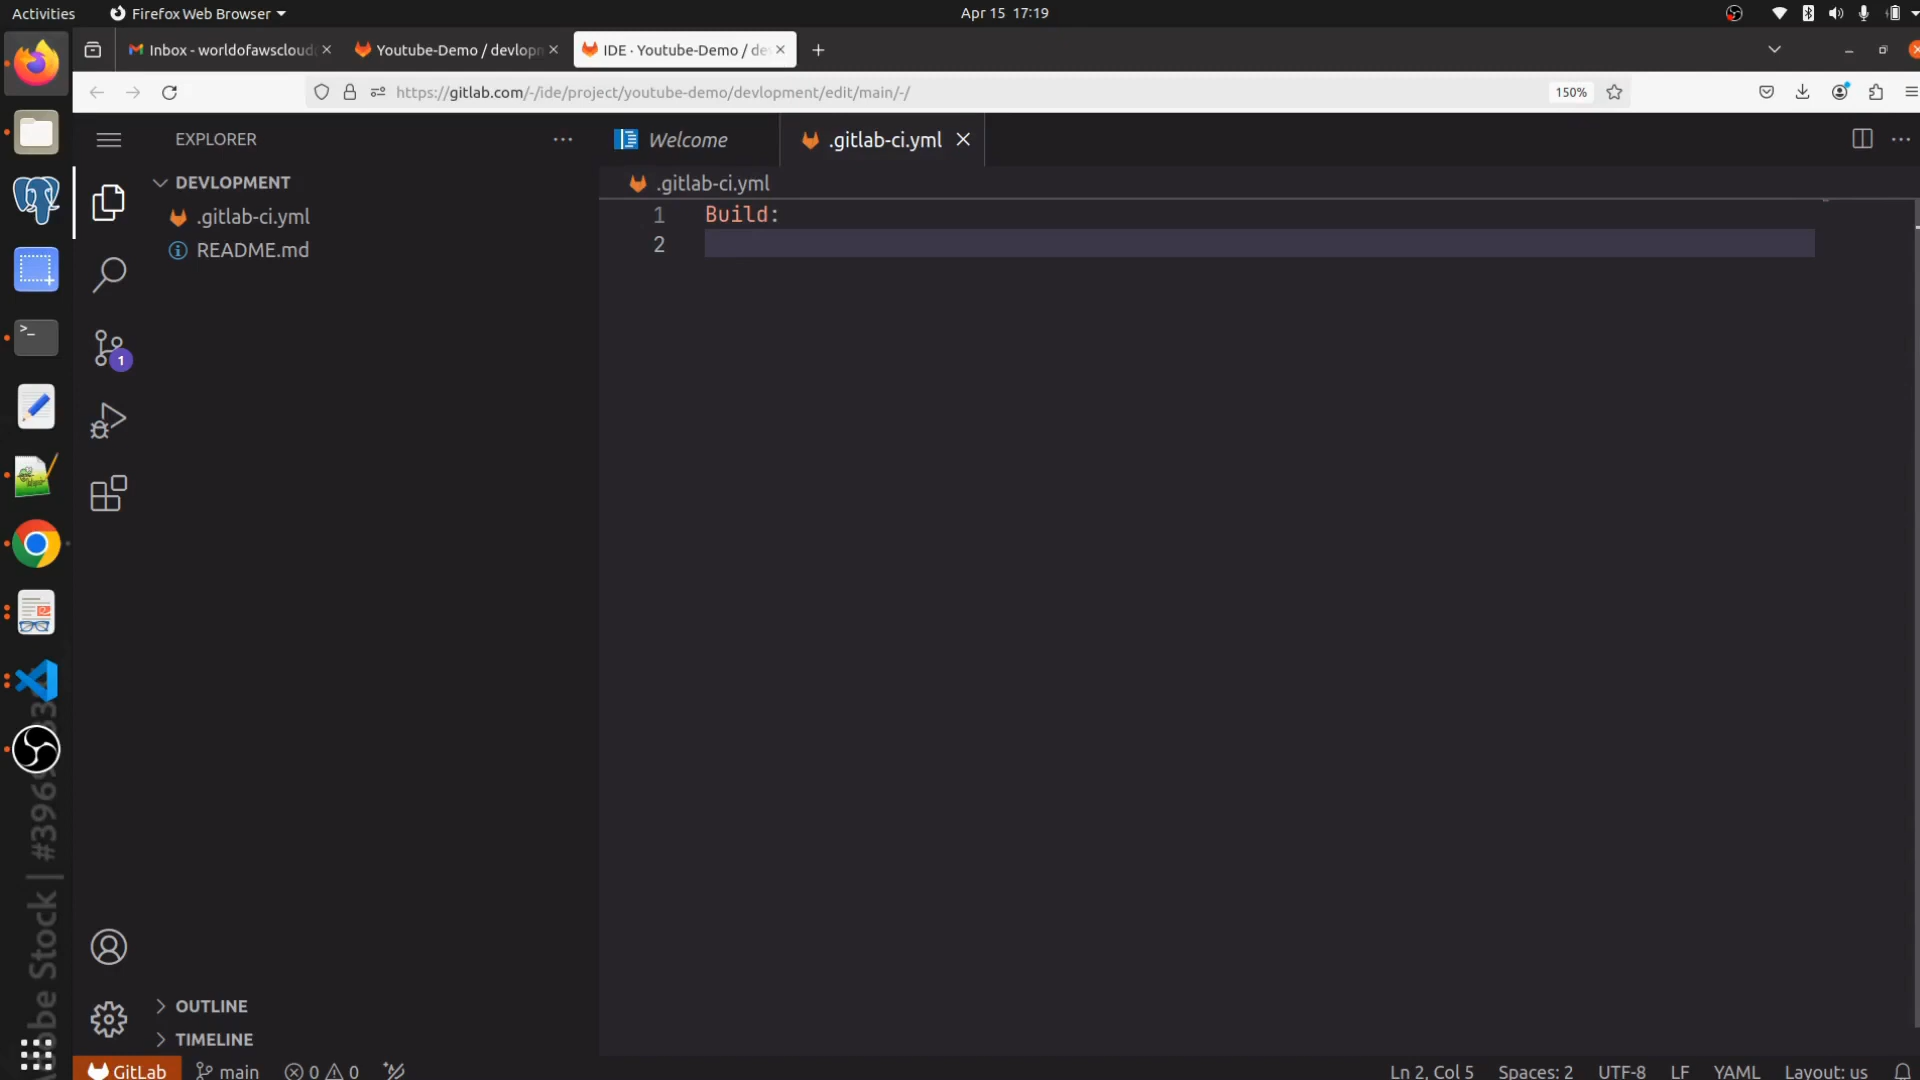 Activities
Firefox Web Browser
Apr 15 17:19
Inbox - worldofawscloud
Youtube-Demo / devlopm
IDE · Youtube-Demo / de
https://gitlab.com/-/ide/project/youtube-demo/devlopment/edit/main/-/
150%
EXPLORER
Welcome
.gitlab-ci.yml
DEVLOPMENT
.gitlab-ci.yml
.gitlab-ci.yml
README.md
1 Build:
2
1
OUTLINE
TIMELINE
GitLab
main
0
0
Ln 2, Col 5
Spaces: 2
UTF-8
LF
YAML
Layout: us